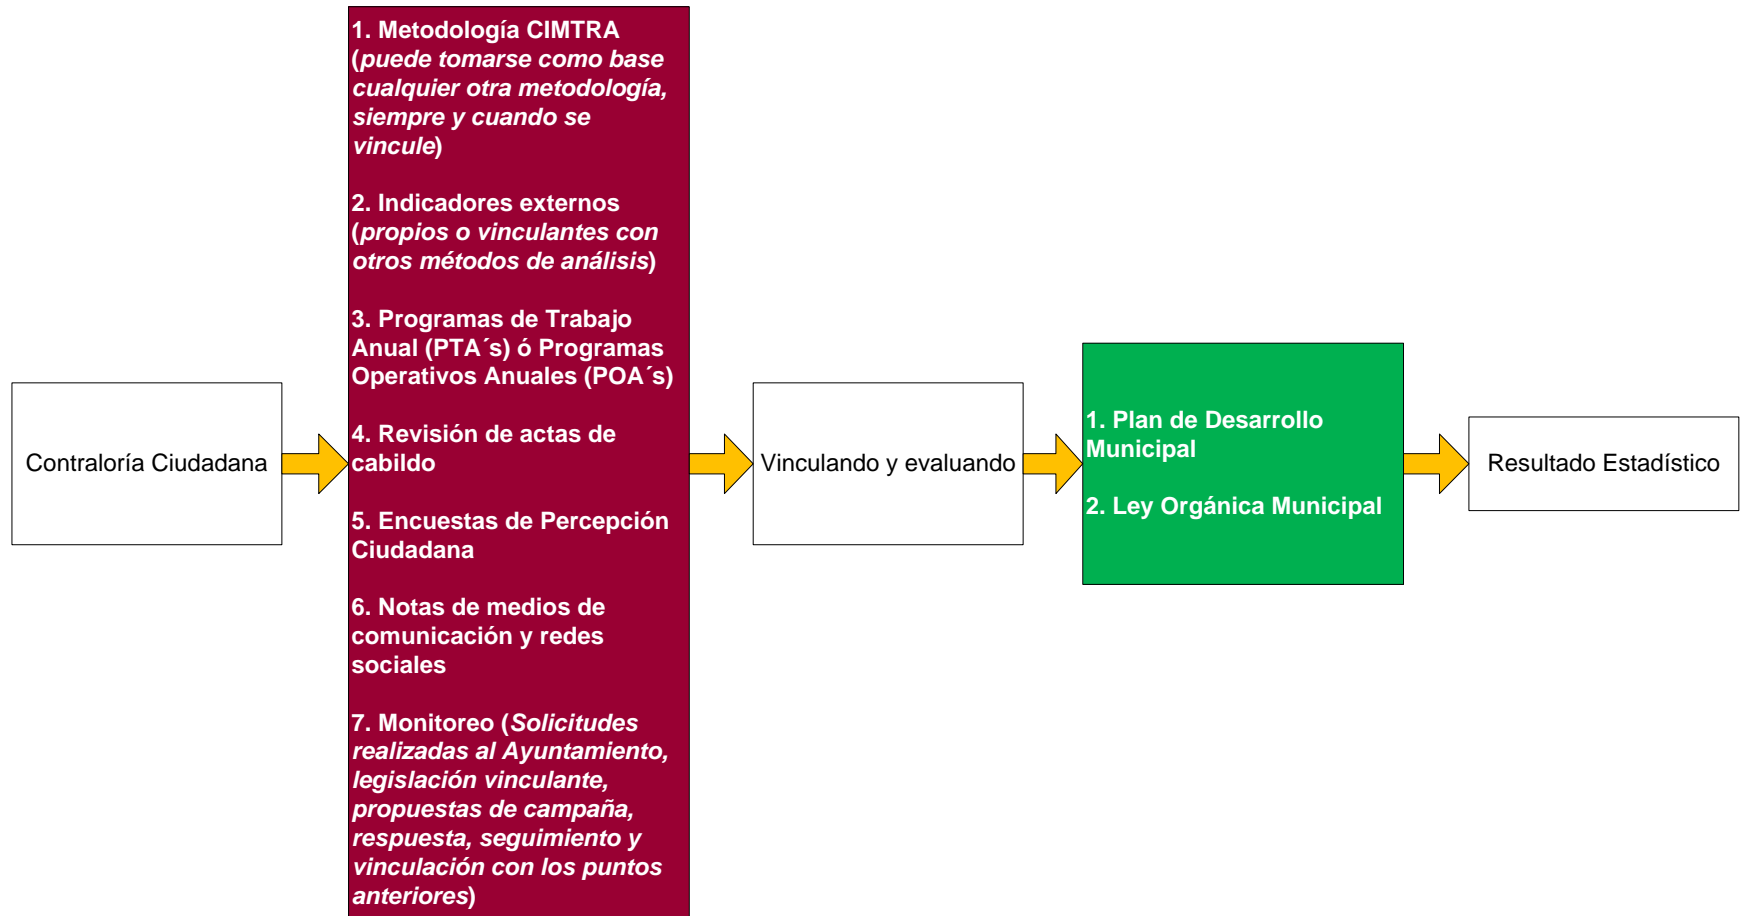 Contraloría Ciudadana
1. Metodología CIMTRA
(puede tomarse como base
cualquier otra metodología,
siempre y cuando se
vincule)
2. Indicadores externos
(propios o vinculantes con
otros métodos de análisis)
3. Programas de Trabajo
Anual (PTA´s) ó Programas
Operativos Anuales (POA´s)
4. Revisión de actas de
cabildo
5. Encuestas de Percepción
Ciudadana
6. Notas de medios de
comunicación y redes
sociales
7. Monitoreo (Solicitudes
realizadas al Ayuntamiento,
legislación vinculante,
propuestas de campaña,
respuesta, seguimiento y
vinculación con los puntos
anteriores)
Vinculando y evaluando
1. Plan de Desarrollo
Municipal
2. Ley Orgánica Municipal
Resultado Estadístico